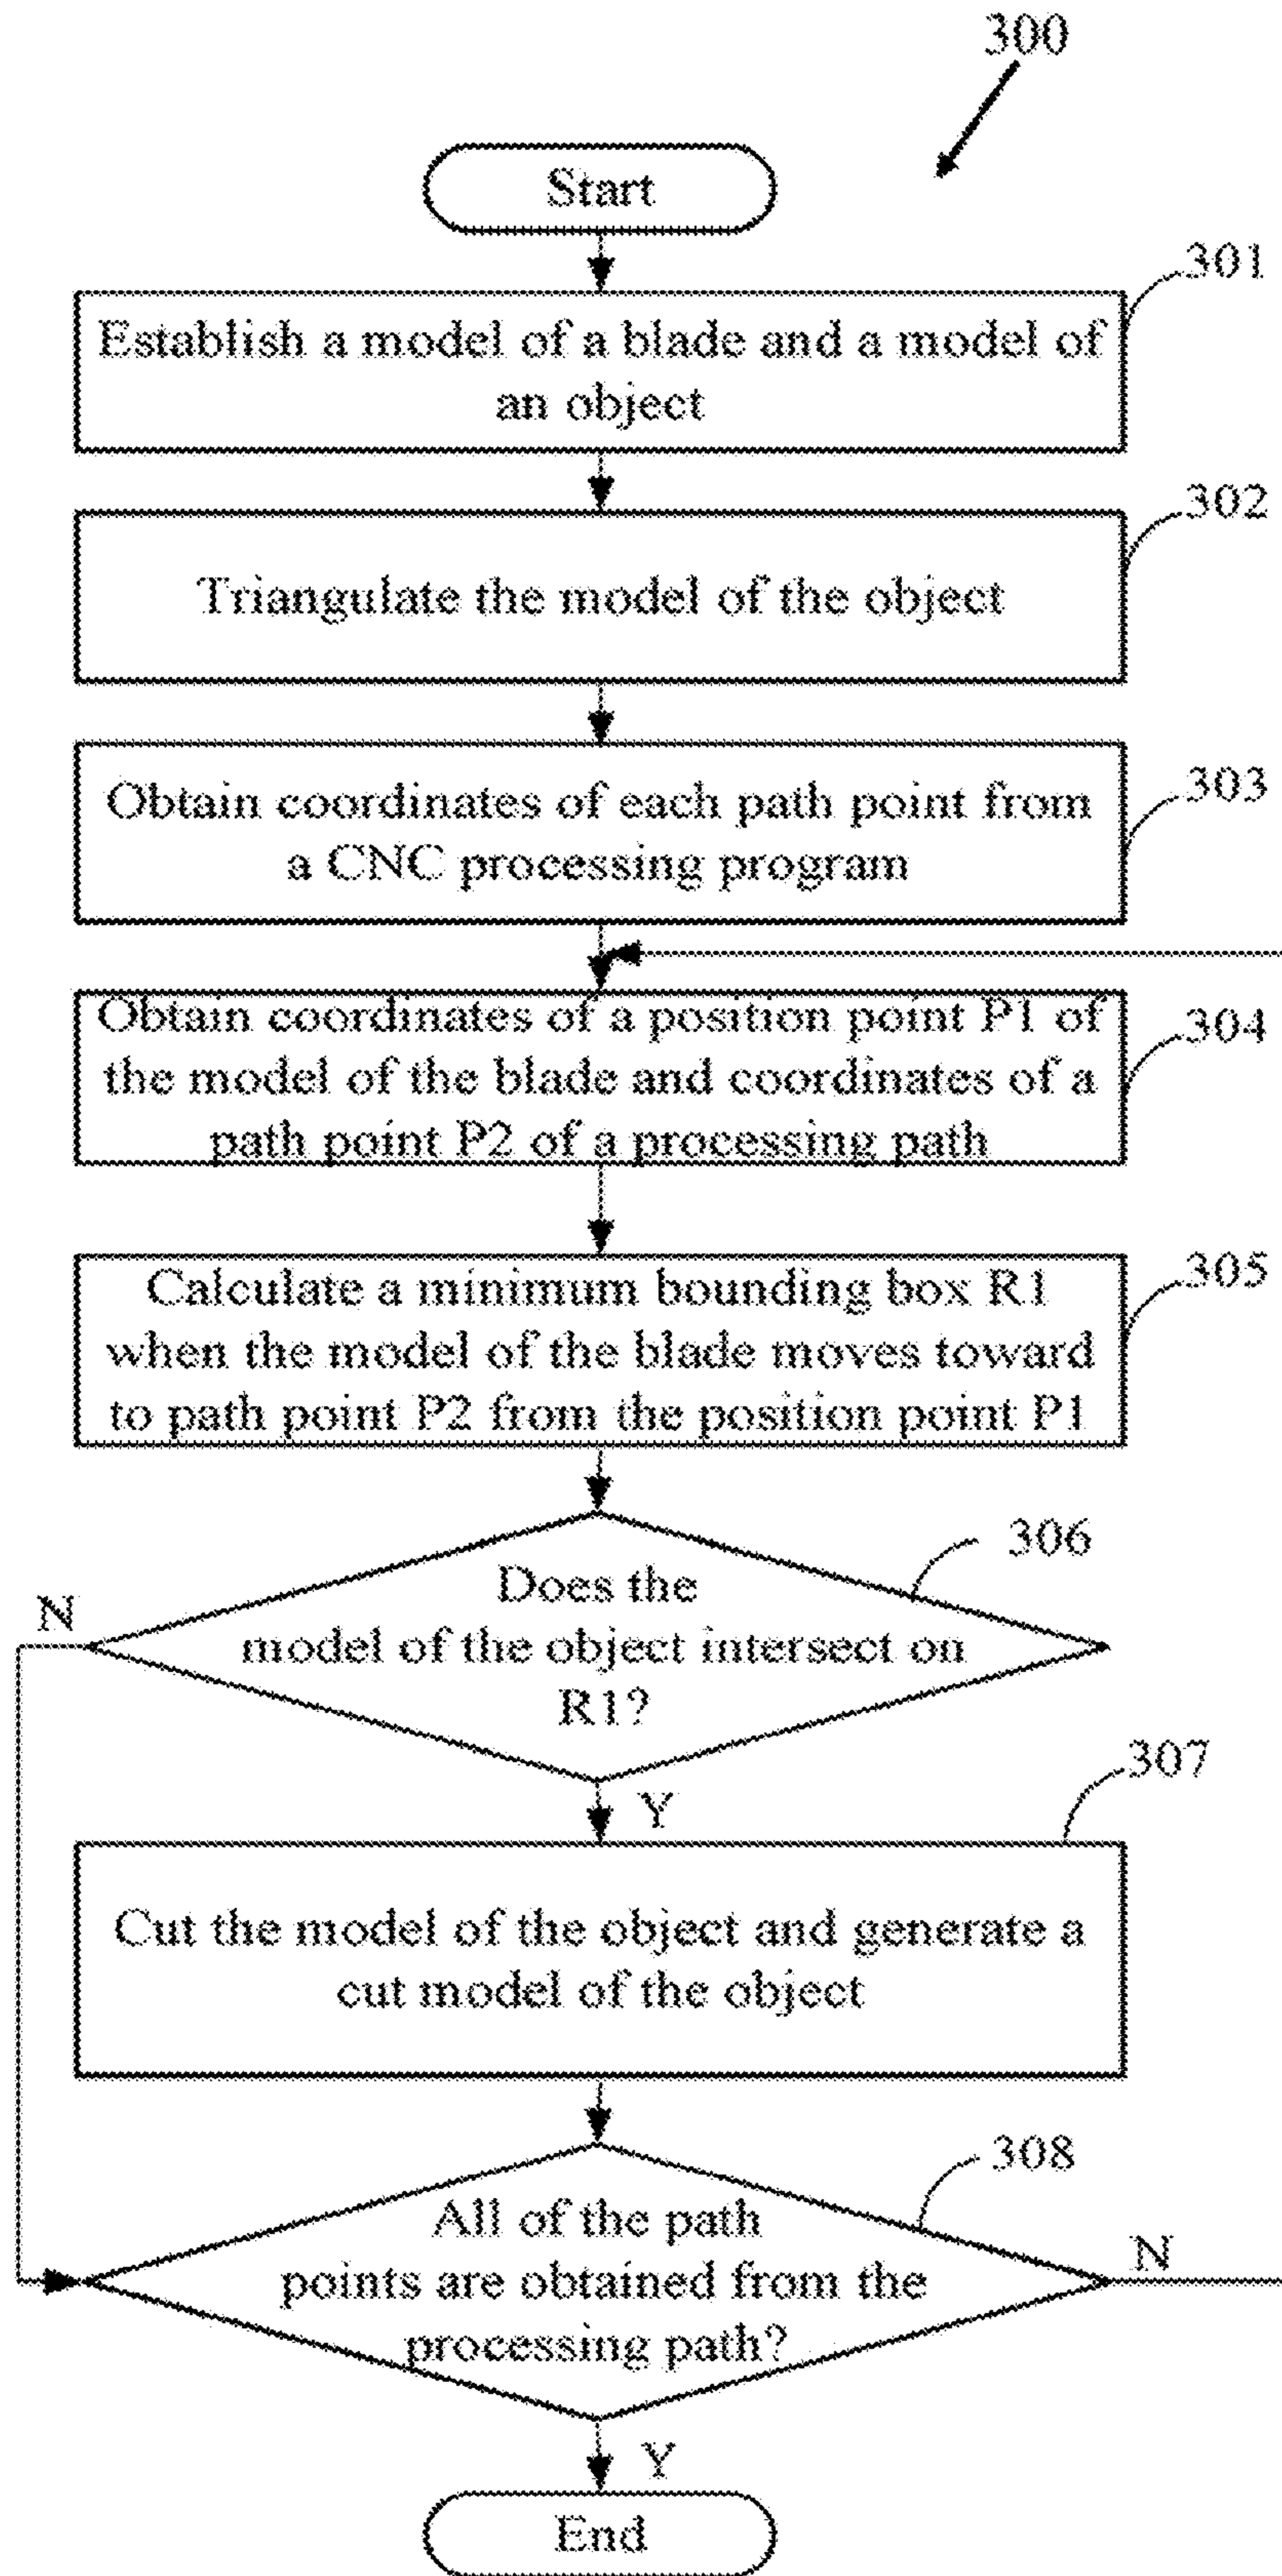 300
Start
301
Establish a model of a blade and a model of
an object
302
Triangulate the model of the object
303
Obtain coordinates of each path point from
a CNC processing program
304
Obtain coordinates of a position point P1 of
the model of the blade and coordinates of a
path point P2 of a processing path
305
Calculate a minimum bounding box R1
when the model of the blade moves toward
to path point P2 from the position point P1
306
N
Does the
model of the object intersect on
R1?
Y
307
Cut the model of the object and generate a
cut model of the object
308
All of the path
points are obtained from the
processing path?
N
Y
End